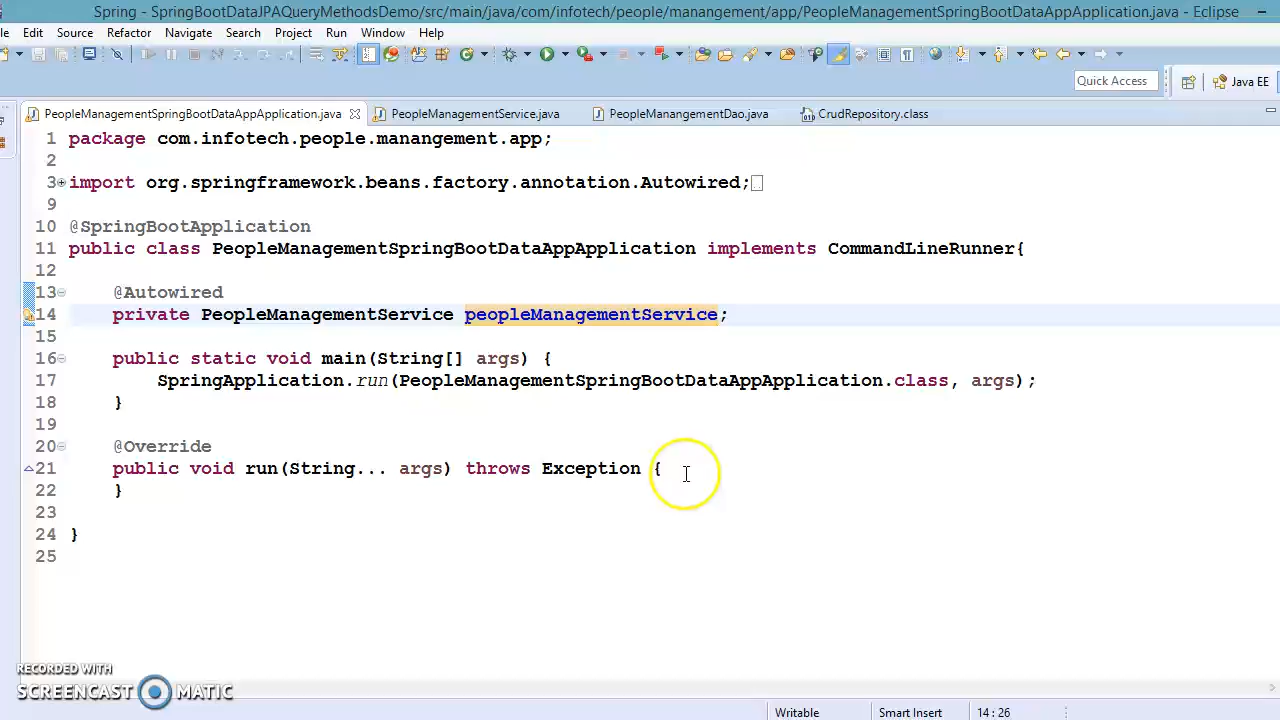 Spring - SpringBootDataJPAQueryMethodsDemo/src/main/java/com/infotech/people/manangement/app/PeopleManagementSpringBootDataAppApplication.java - Eclipse
le Edit Source Refactor Navigate Search Project Run Window Help
Quick Access Java EE
PeopleManagementSpringBootDataAppApplication.java PeopleManagementService.java PeopleManangementDao.java CrudRepository.class
1 package com.infotech.people.manangement.app;
2
3 import org.springframework.beans.factory.annotation.Autowired;
9
10 @SpringBootApplication
11 public class PeopleManagementSpringBootDataAppApplication implements CommandLineRunner{
12
13 @Autowired
14 private PeopleManagementService peopleManagementService;
15
16 public static void main(String[] args) {
17 SpringApplication.run(PeopleManagementSpringBootDataAppApplication.class, args);
18 }
19
20 @Override
21 public void run(String... args) throws Exception {
22 }
23
24 }
25
RECORDED WITH
SCREENCAST MATIC
Writable Smart Insert 14:26